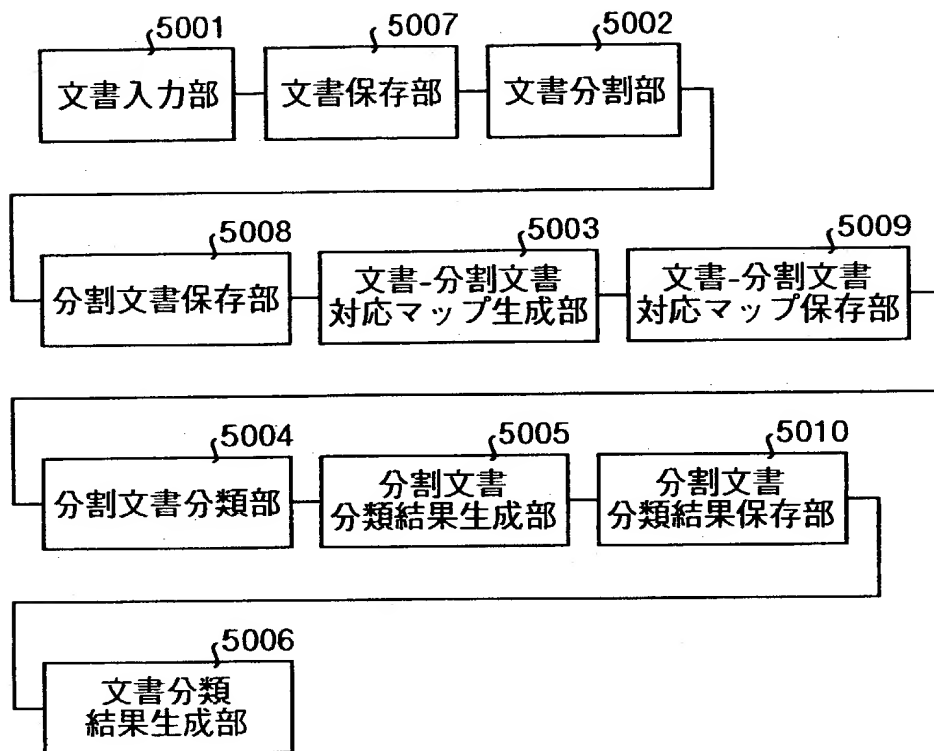 5001
文書入力部
5007
文書保存部
5002
文書分割部
5008
分割文書保存部
5003
文書-分割文書
対応マップ生成部
5009
文書-分割文書
対応マップ保存部
5004
分割文書分類部
5005
分割文書
分類結果生成部
5010
分割文書
分類結果保存部
5006
文書分類
結果生成部